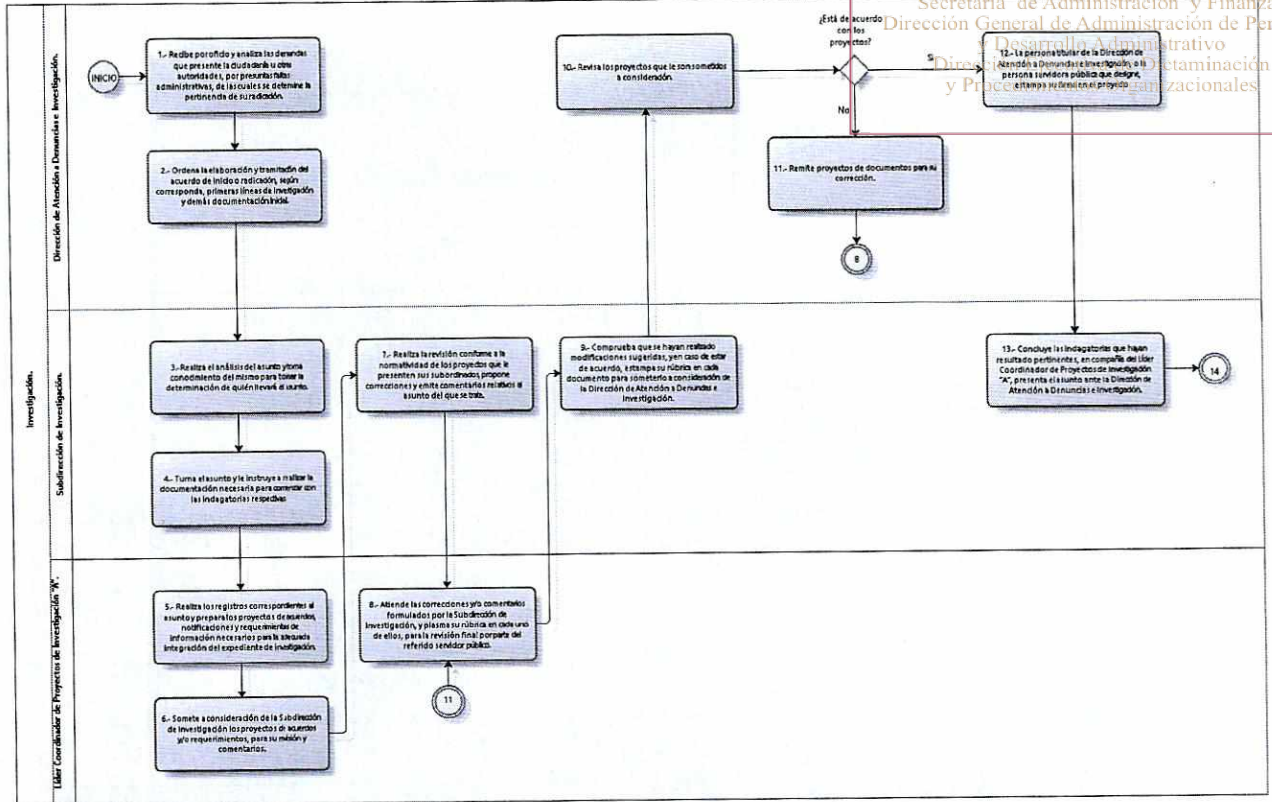 Secretaría de Administración y Finanzas
Dirección General de Administración de Per
y Desarrollo Administrativo
Dictaminación
y Procedimientos Organizacionales
Investigación.
Dirección de Atención a Denuncias e Investigación.
INICIO
1.- Recibe por oficio y analiza las denuncias
que presente la ciudadanía u otras
autoridades, por presuntas faltas
administrativas, de las cuales se determine la
pertinencia de su radicación.
2.- Ordena la elaboración y tramitación del
acuerdo de inicio o radicación, según
corresponda, primeras líneas de investigación
y demás documentación inicial.
10.- Revisa los proyectos que le son sometidos
a consideración.
¿Está de acuerdo
con los
proyectos?
Si
No
11.- Remite proyectos de documentos para su
corrección.
8
12.- La persona titular de la Dirección de
Atención a Denuncias e Investigación, o la
persona servidora pública que designe,
estampa su firma en el proyecto
Subdirección de Investigación.
3.- Realiza el análisis del asunto y toma
conocimiento del mismo para tomar la
determinación de quién llevará el asunto.
4.- Turna el asunto y le instruye a realizar la
documentación necesaria para comenzar con
las indagatorias respectivas
7.- Realiza la revisión conforme a la
normatividad de los proyectos que le
presenten sus subordinados, propone
correcciones y emite comentarios relativos al
asunto del que se trata.
9.- Comprueba que se hayan realizado
modificaciones sugeridas, y en caso de estar
de acuerdo, estampa su rúbrica en cada
documento para someterlo a consideración de
la Dirección de Atención a Denuncias e
Investigación.
13.- Concluye las indagatorias que hayan
resultado pertinentes, en compañía del Líder
Coordinador de Proyectos de Investigación
"A", presenta el asunto ante la Dirección de
Atención a Denuncias e Investigación.
14
Líder Coordinador de Proyectos de Investigación "A".
5.- Realiza los registros correspondientes al
asunto y prepara los proyectos de acuerdos,
notificaciones y requerimientos de
información necesarios para la adecuada
integración del expediente de investigación.
6.- Somete a consideración de la Subdirección
de Investigación los proyectos de acuerdos
y/o requerimientos, para su revisión y
comentarios.
8.- Atiende las correcciones y/o comentarios
formulados por la Subdirección de
Investigación, y plasma su rúbrica en cada uno
de ellos, para la revisión final por parte del
referido servidor público.
11